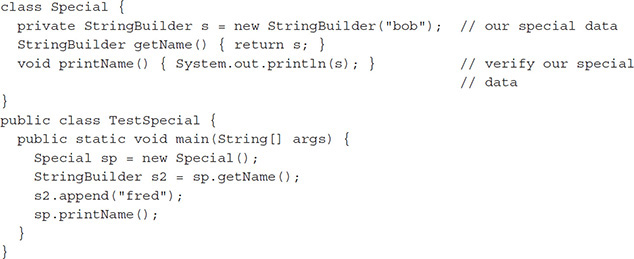 class Special {
  private StringBuilder s = new StringBuilder("bob");  // our special data
  StringBuilder getName() { return s; }
  void printName() { System.out.println(s); }          // verify our special
                                                       // data
}
public class TestSpecial {
  public static void main(String[] args) {
    Special sp = new Special();
    StringBuilder s2 = sp.getName();
    s2.append("fred");
    sp.printName();
  }
}